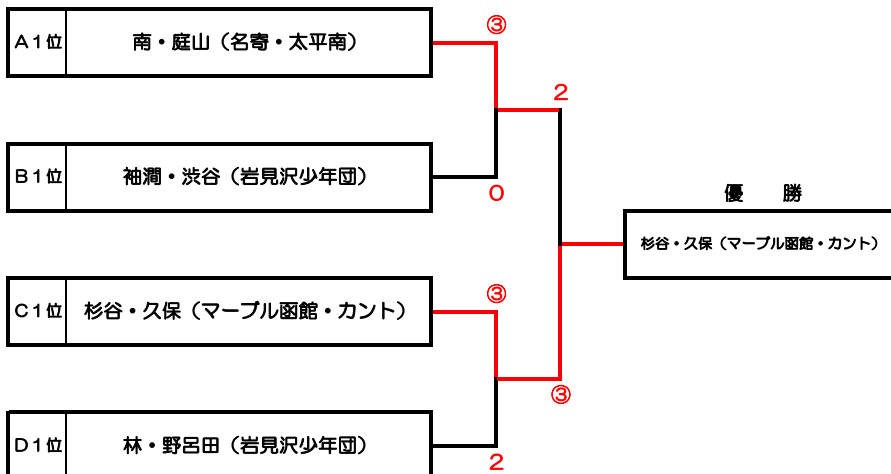 A1位 南・庭山（名寄・太平南）
③
2
B1位 袖澗・渋谷（岩見沢少年団）
0
優　勝
杉谷・久保（マーブル函館・カント）
C1位 杉谷・久保（マーブル函館・カント）
③
③
D1位 林・野呂田（岩見沢少年団）
2